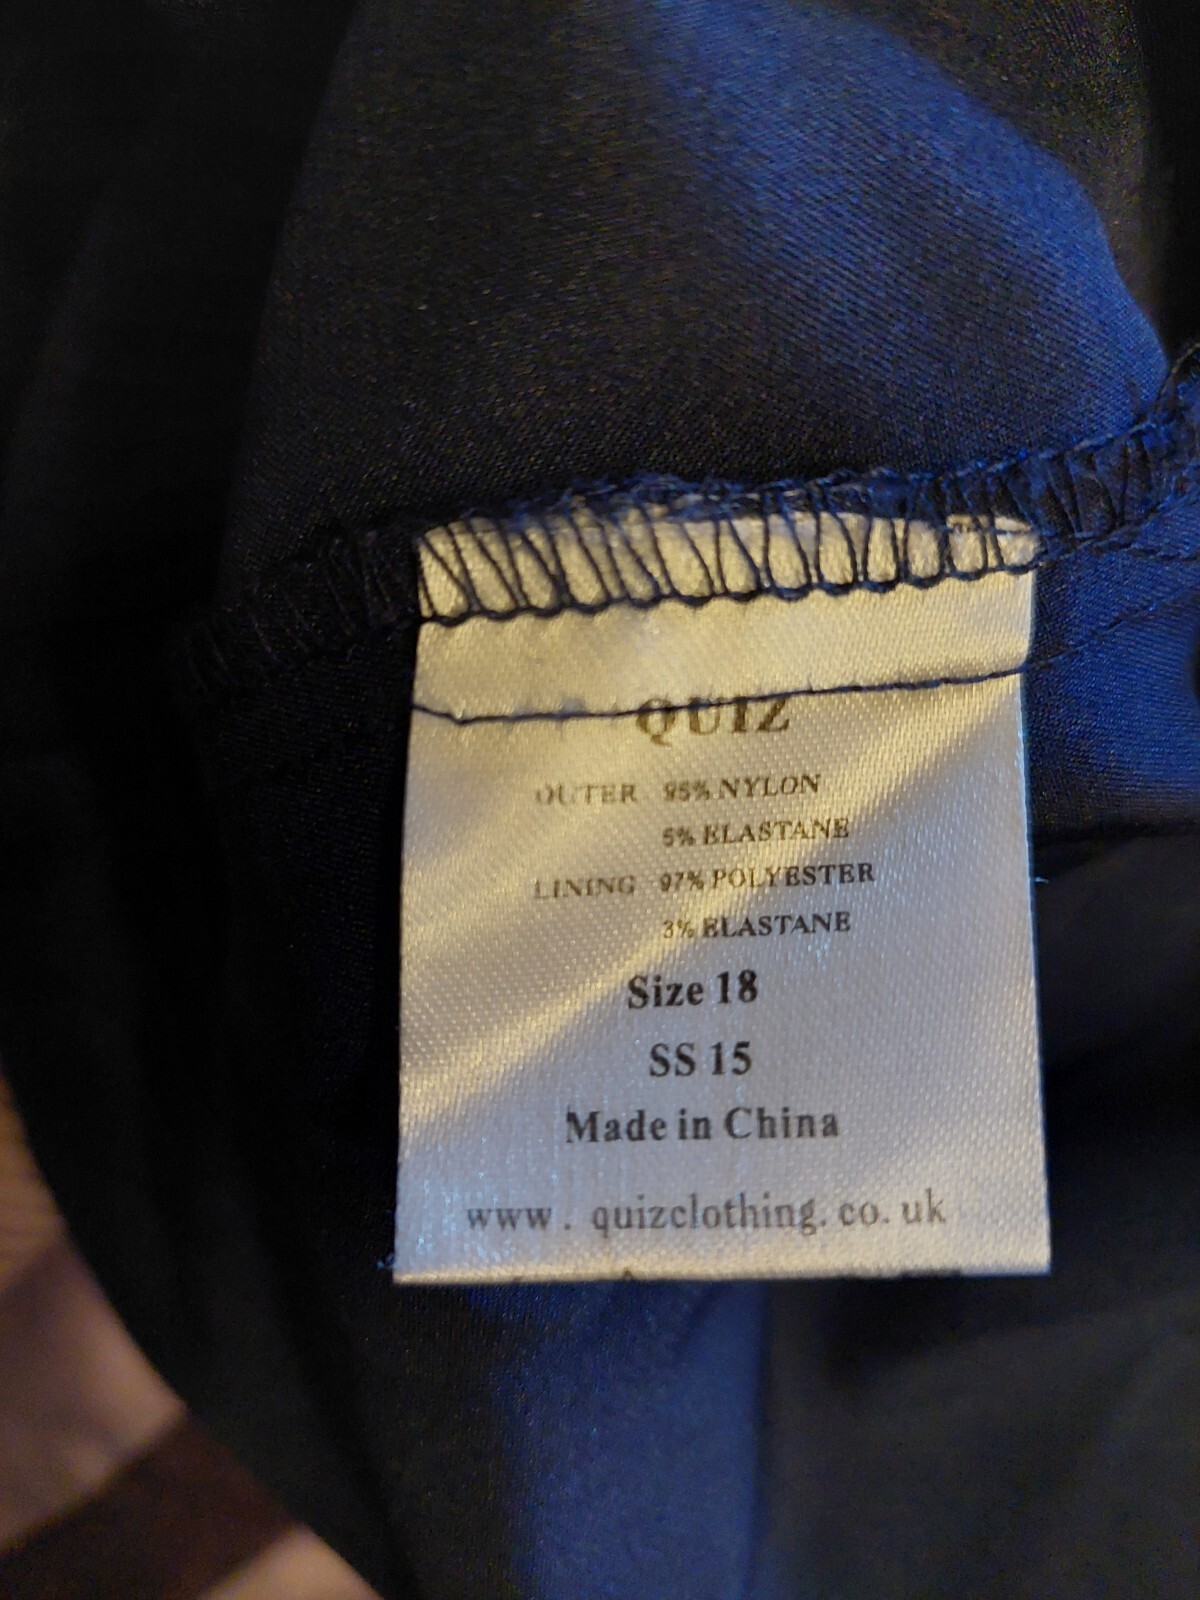 QUIZ
OUTER 95% NYLON
5% ELASTANE
LINING 97% POLYESTER
3% ELASTANE
Size 18
SS 15
Made in China
www. quizclothing. co. uk